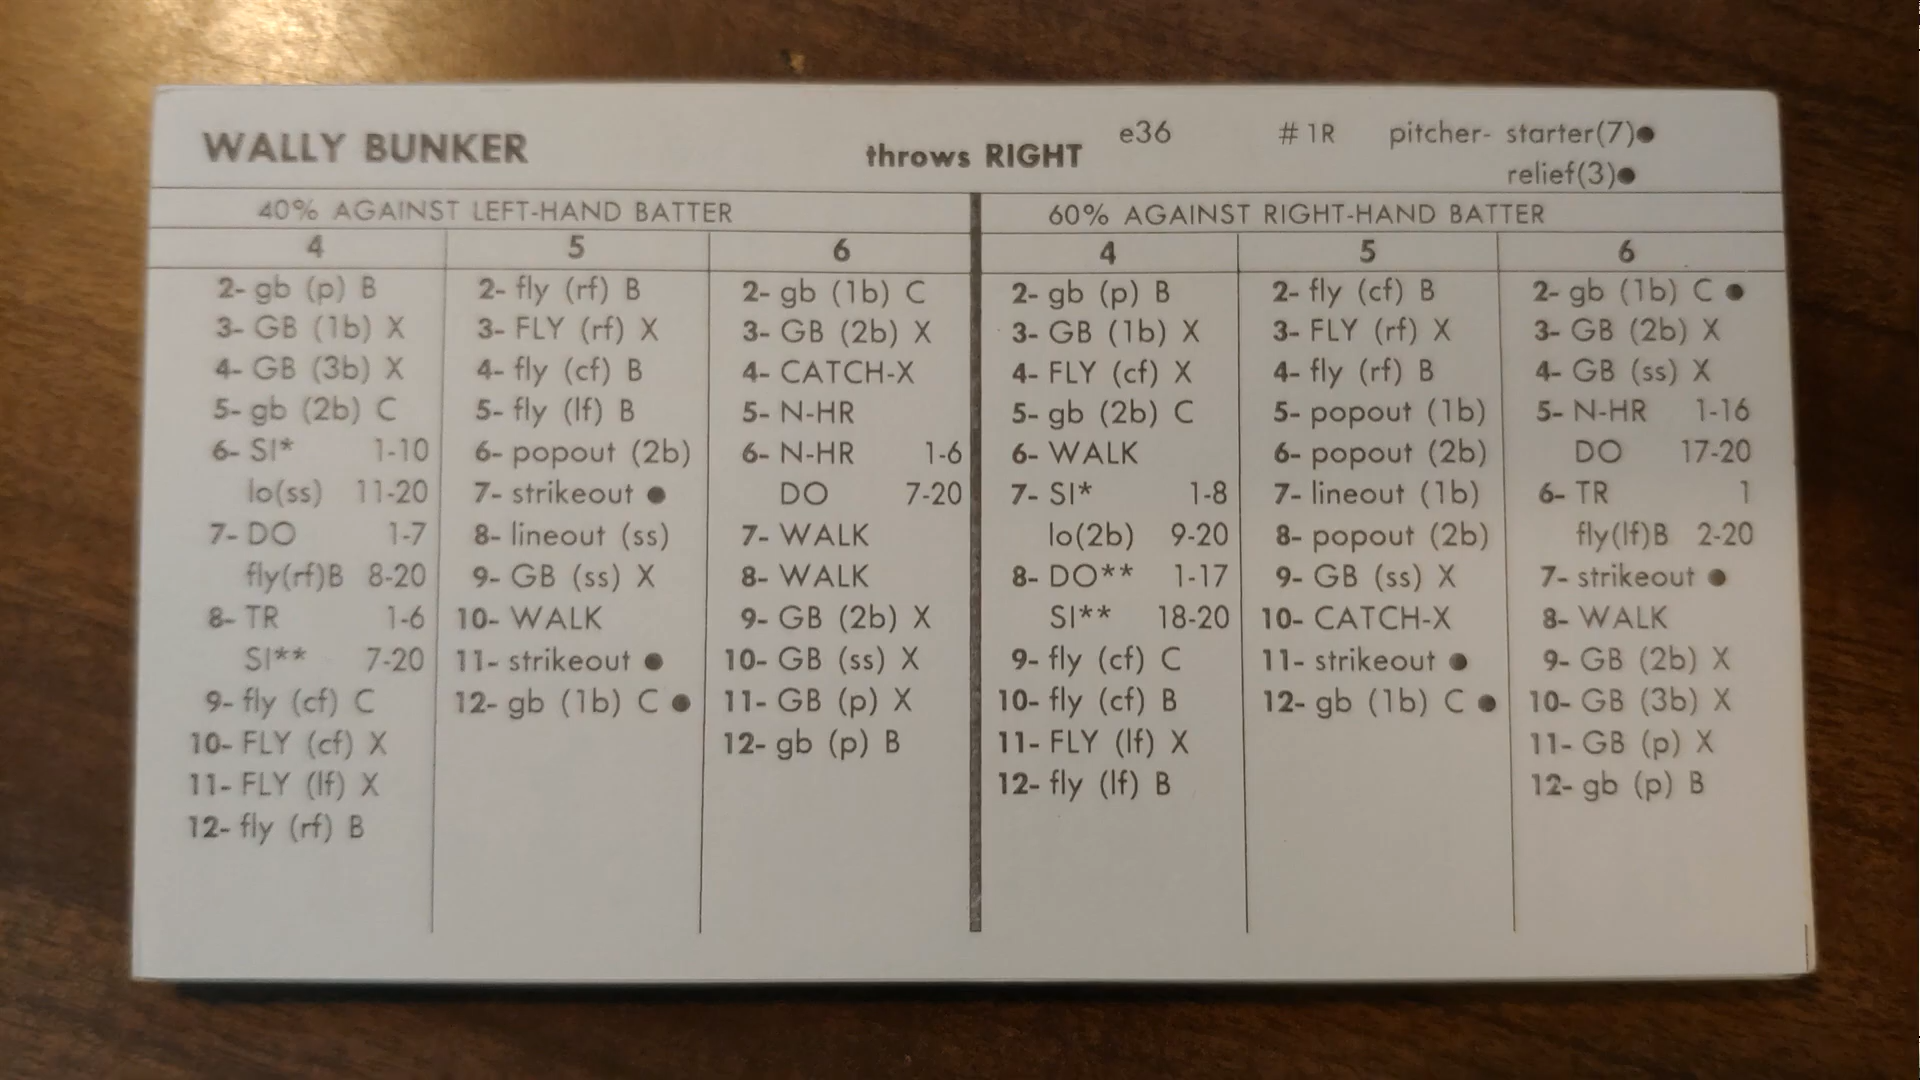 WALLY BUNKER throws RIGHT e36 #1R pitcher- starter(7)●
relief(3)●
40% AGAINST LEFT-HAND BATTER
4 5 6
2- gb (p) B 2- fly (rf) B 2- gb (1b) C
3- GB (1b) X 3- FLY (rf) X 3- GB (2b) X
4- GB (3b) X 4- fly (cf) B 4- CATCH-X
5- gb (2b) C 5- fly (lf) B 5- N-HR
6- SI* 1-10 6- popout (2b) 6- N-HR 1-6
lo(ss) 11-20 7- strikeout ● DO 7-20
7- DO 1-7 8- lineout (ss) 7- WALK
fly(rf)B 8-20 9- GB (ss) X 8- WALK
8- TR 1-6 10- WALK 9- GB (2b) X
SI** 7-20 11- strikeout ● 10- GB (ss) X
9- fly (cf) C 12- gb (1b) C ● 11- GB (p) X
10- FLY (cf) X 12- gb (p) B
11- FLY (lf) X
12- fly (rf) B
60% AGAINST RIGHT-HAND BATTER
4 5 6
2- gb (p) B 2- fly (cf) B 2- gb (1b) C ●
3- GB (1b) X 3- FLY (rf) X 3- GB (2b) X
4- FLY (cf) X 4- fly (rf) B 4- GB (ss) X
5- gb (2b) C 5- popout (1b) 5- N-HR 1-16
6- WALK 6- popout (2b) DO 17-20
7- SI* 1-8 7- lineout (1b) 6- TR 1
lo(2b) 9-20 8- popout (2b) fly(lf)B 2-20
8- DO** 1-17 9- GB (ss) X 7- strikeout ●
SI** 18-20 10- CATCH-X 8- WALK
9- fly (cf) C 11- strikeout ● 9- GB (2b) X
10- fly (cf) B 12- gb (1b) C ● 10- GB (3b) X
11- FLY (lf) X 11- GB (p) X
12- fly (lf) B 12- gb (p) B